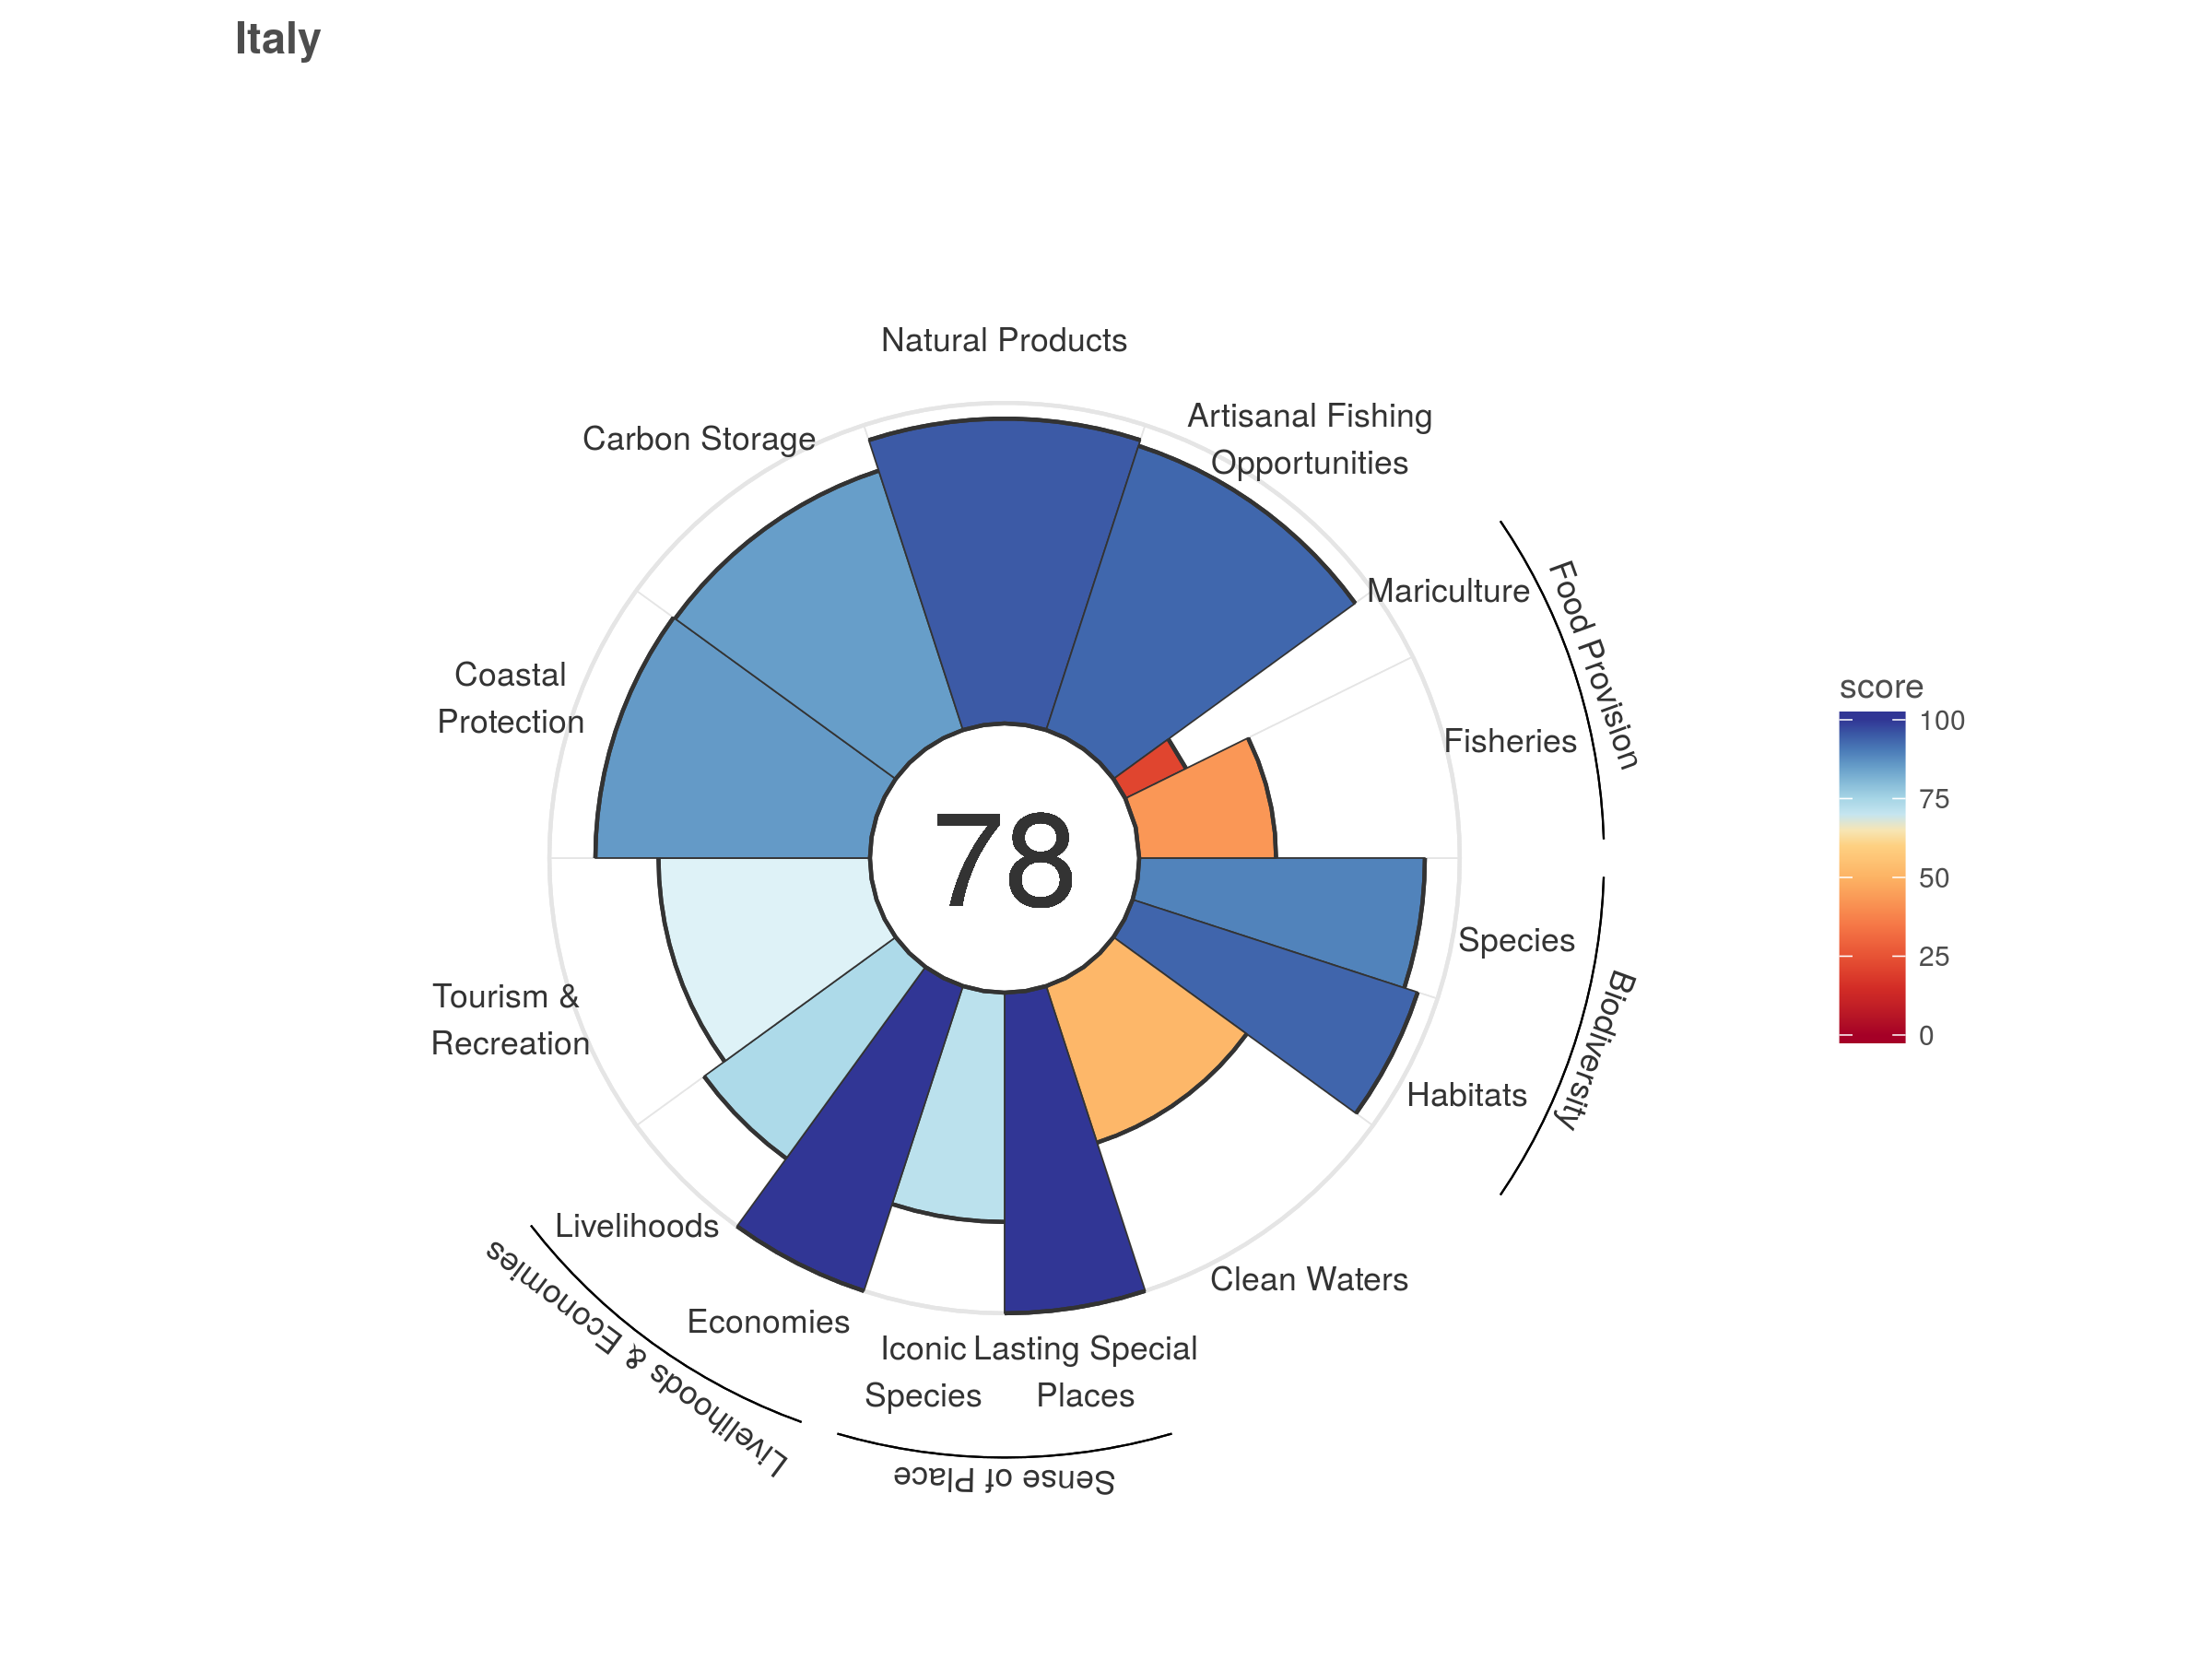 Italy
Natural Products
Artisanal Fishing
Opportunities
Carbon Storage
Mariculture
Food Provision
Coastal
Protection
Fisheries
78
Species
Biodiversity
Tourism &
Recreation
Habitats
Livelihoods
Clean Waters
Economies
Iconic
Species
Lasting Special
Places
Livelihoods & Economies
Sense of Place
score
100
75
50
25
0